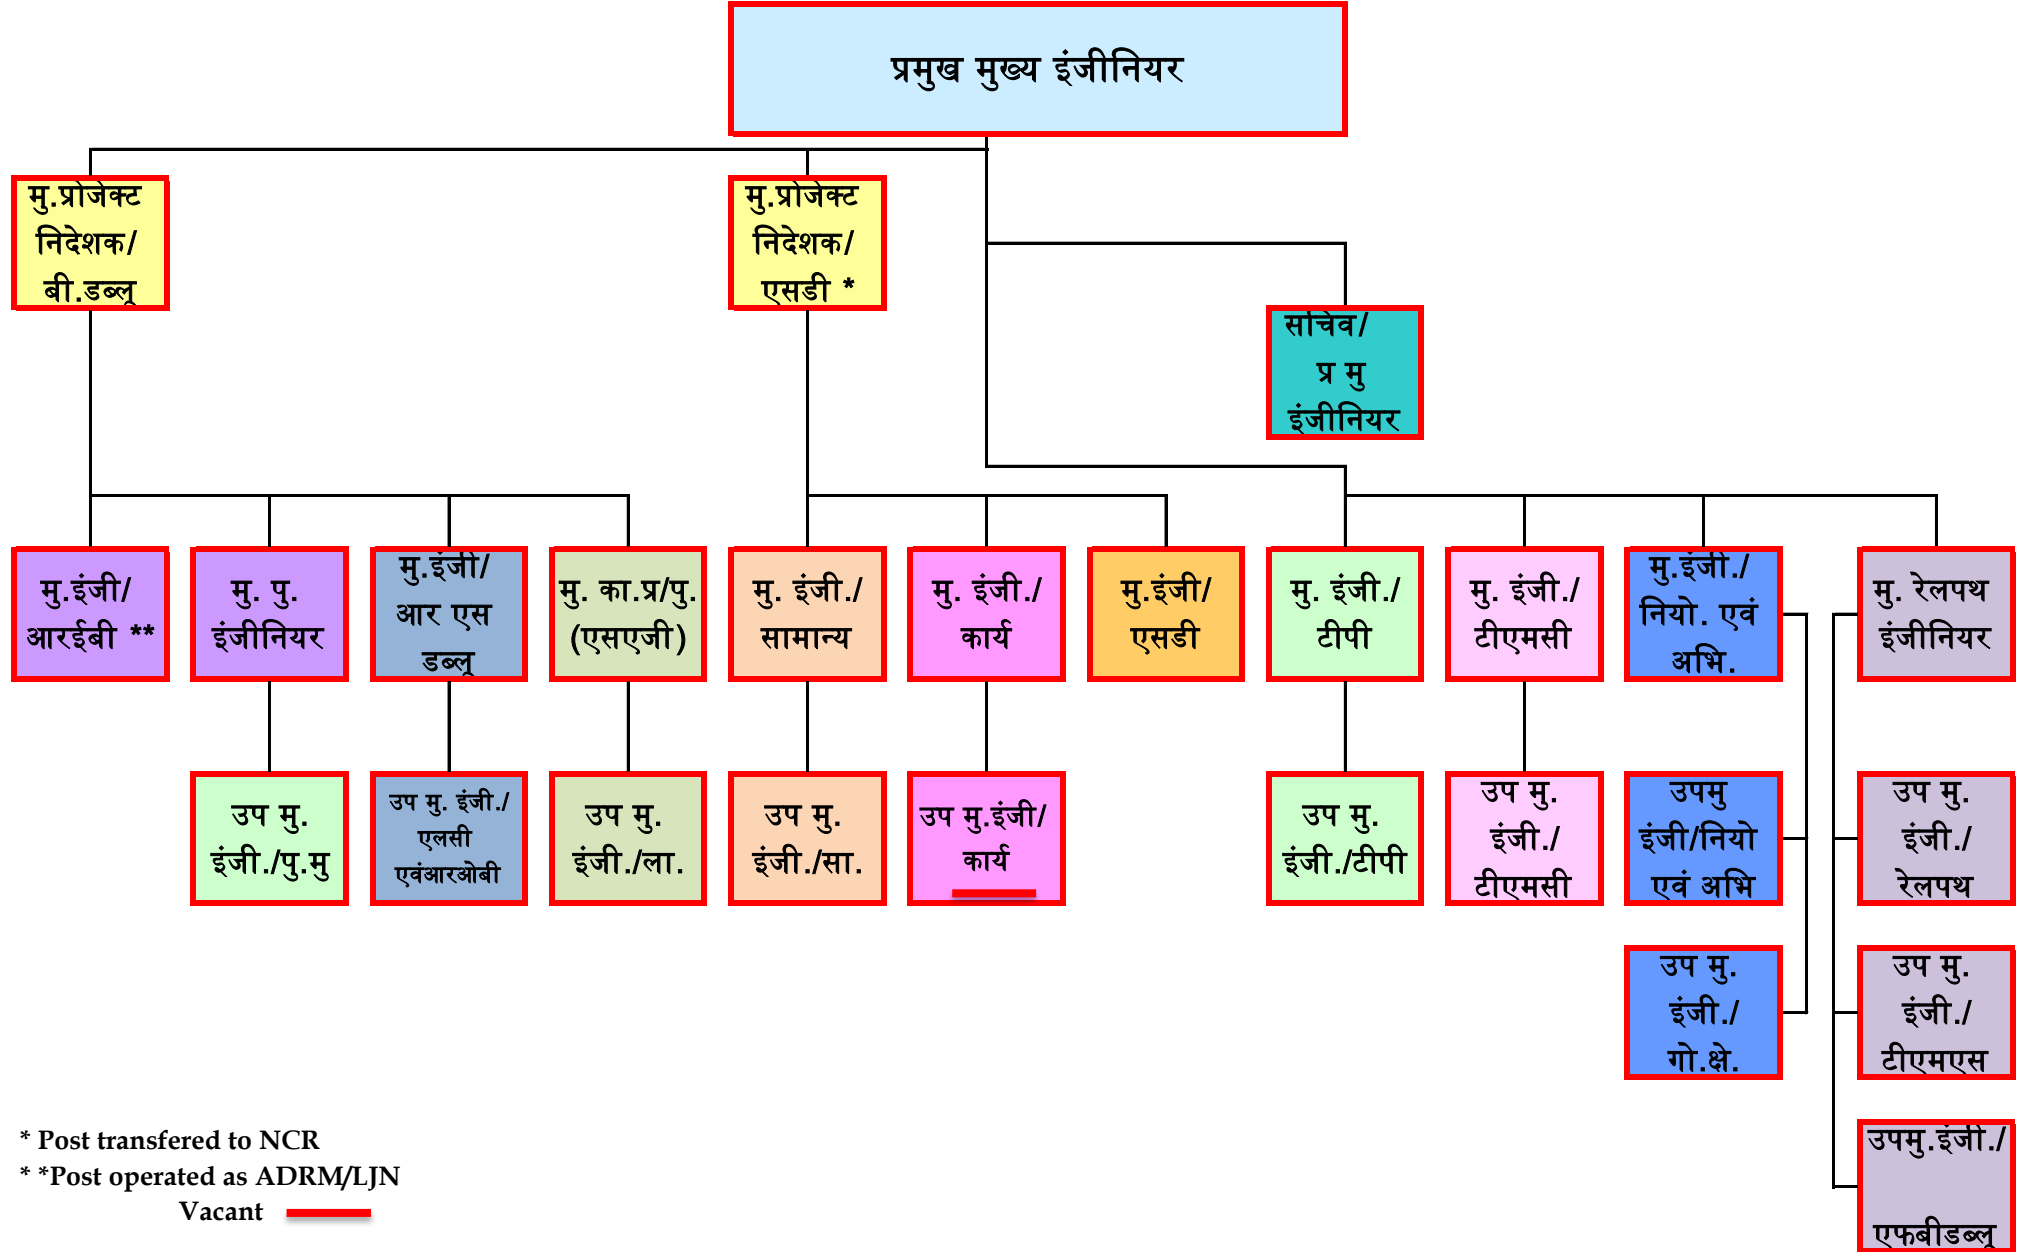 प्रमुख मुख्य इंजीनियर
मु.प्रोजेक्ट
निदेशक/
बी.डब्लू
मु.प्रोजेक्ट
निदेशक/
एसडी *
सचिव/
प्र मु
इंजीनियर
मु.इंजी/
आरईबी **
मु. पु.
इंजीनियर
मु.इंजी/
आर एस
डब्लू
मु. का.प्र/पु.
(एसएजी)
मु. इंजी./
सामान्य
मु. इंजी./
कार्य
मु.इंजी/
एसडी
मु. इंजी./
टीपी
मु. इंजी./
टीएमसी
मु.इंजी./
नियो. एवं
अभि.
मु. रेलपथ
इंजीनियर
उप मु.
इंजी./पु.मु
उप मु. इंजी./
एलसी
एवंआरओबी
उप मु.
इंजी./ला.
उप मु.
इंजी./सा.
उप मु.इंजी/
कार्य
उप मु.
इंजी./टीपी
उप मु.
इंजी./
टीएमसी
उपमु
इंजी/नियो
एवं अभि
उप मु.
इंजी./
रेलपथ
उप मु.
इंजी./
गो.क्षे.
उप मु.
इंजी./
टीएमएस
उपमु.इंजी./
एफबीडब्लू
* Post transfered to NCR
* *Post operated as ADRM/LJN
Vacant